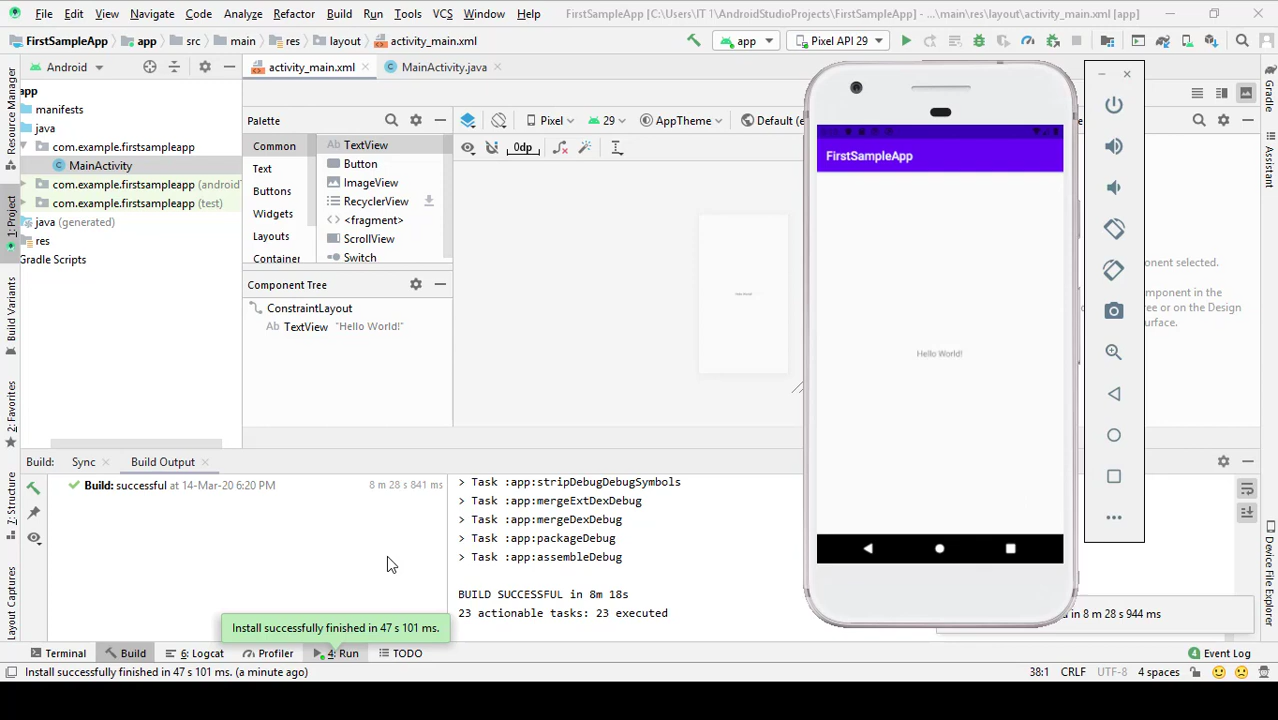 File Edit View Navigate Code Analyze Refactor Build Run Tools VCS Window Help FirstSampleApp [C:\Users\IT 1\AndroidStudioProjects\FirstSampleApp] - ...\main\res\layout\activity_main.xml [app]
FirstSampleApp app src main res layout activity_main.xml app Pixel API 29
Android activity_main.xml MainActivity.java
app
manifests
java
com.example.firstsampleapp
MainActivity
com.example.firstsampleapp (android
com.example.firstsampleapp (test)
java (generated)
res
Gradle Scripts
Resource Manager
1: Project
Build Variants
2: Favorites
7: Structure
Layout Captures
Palette
Common
Text
Buttons
Widgets
Layouts
Container
Ab TextView
Button
ImageView
RecyclerView
<> <fragment>
ScrollView
Switch
Component Tree
ConstraintLayout
Ab TextView "Hello World!"
Pixel 29 AppTheme Default (e
0dp
Hello World!
FirstSampleApp
Hello World!
onent selected.
mponent in the
ree or on the Design
urface.
Gradle
Assistant
Device File Explorer
Build: Sync Build Output
Build: successful at 14-Mar-20 6:20 PM 8 m 28 s 841 ms
> Task :app:stripDebugDebugSymbols
> Task :app:mergeExtDexDebug
> Task :app:mergeDexDebug
> Task :app:packageDebug
> Task :app:assembleDebug
BUILD SUCCESSFUL in 8m 18s
23 actionable tasks: 23 executed
d in 8 m 28 s 944 ms
Install successfully finished in 47 s 101 ms.
Terminal Build 6: Logcat Profiler 4: Run TODO Event Log
Install successfully finished in 47 s 101 ms. (a minute ago) 38:1 CRLF UTF-8 4 spaces